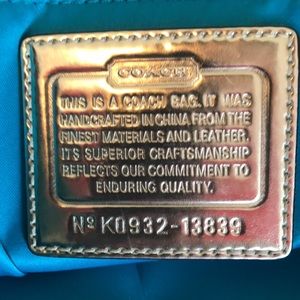 COACH
THIS IS A COACH BAG. IT WAS
HANDCRAFTED IN CHINA FROM THE
FINEST MATERIALS AND LEATHER.
ITS SUPERIOR CRAFTSMANSHIP
REFLECTS OUR COMMITMENT TO
ENDURING QUALITY.
Nº K0932-13839